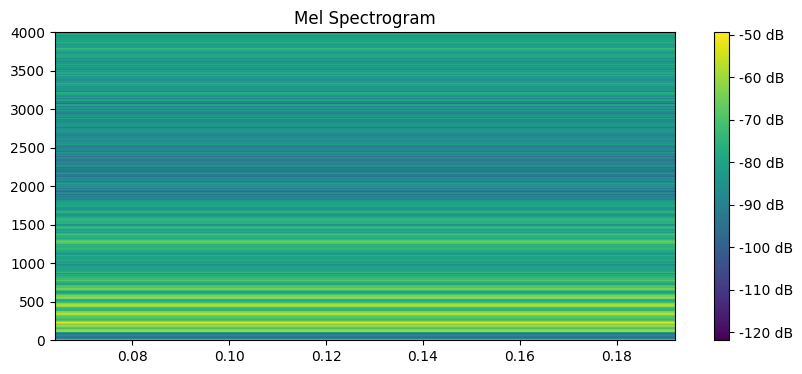 Mel Spectrogram
4000
3500
3000
2500
2000
1500
1000
500
0
0.08 0.10 0.12 0.14 0.16 0.18
-50 dB
-60 dB
-70 dB
-80 dB
-90 dB
-100 dB
-110 dB
-120 dB